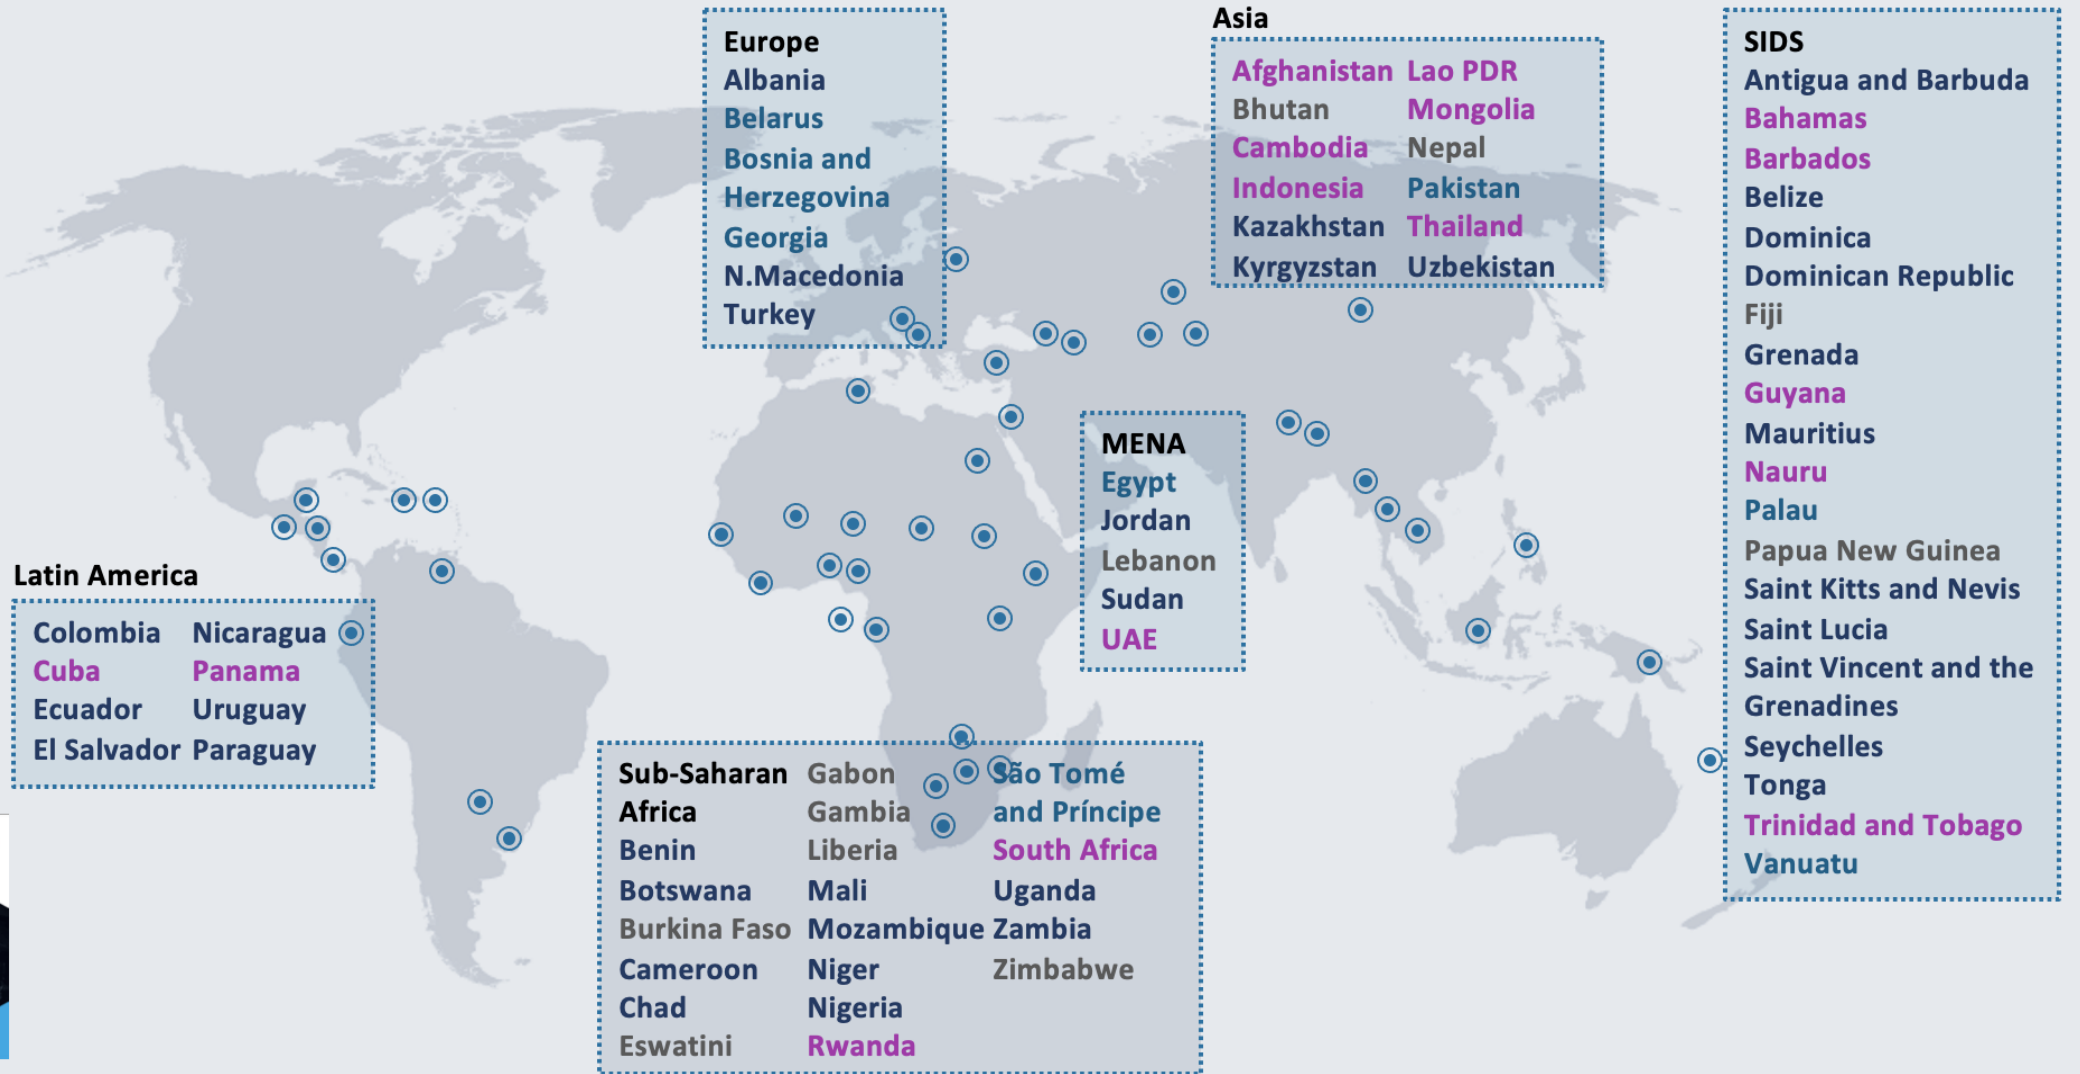 Europe
Albania
Belarus
Bosnia and
Herzegovina
Georgia
N.Macedonia
Turkey
Asia
Afghanistan
Bhutan
Cambodia
Indonesia
Kazakhstan
Kyrgyzstan
Lao PDR
Mongolia
Nepal
Pakistan
Thailand
Uzbekistan
SIDS
Antigua and Barbuda
Bahamas
Barbados
Belize
Dominica
Dominican Republic
Fiji
Grenada
Guyana
Mauritius
Nauru
Palau
Papua New Guinea
Saint Kitts and Nevis
Saint Lucia
Saint Vincent and the
Grenadines
Seychelles
Tonga
Trinidad and Tobago
Vanuatu
MENA
Egypt
Jordan
Lebanon
Sudan
UAE
Latin America
Colombia
Cuba
Ecuador
El Salvador
Nicaragua
Panama
Uruguay
Paraguay
Sub-Saharan
Africa
Benin
Botswana
Burkina Faso
Cameroon
Chad
Eswatini
Gabon
Gambia
Liberia
Mali
Mozambique
Niger
Nigeria
Rwanda
São Tomé
and Príncipe
South Africa
Uganda
Zambia
Zimbabwe